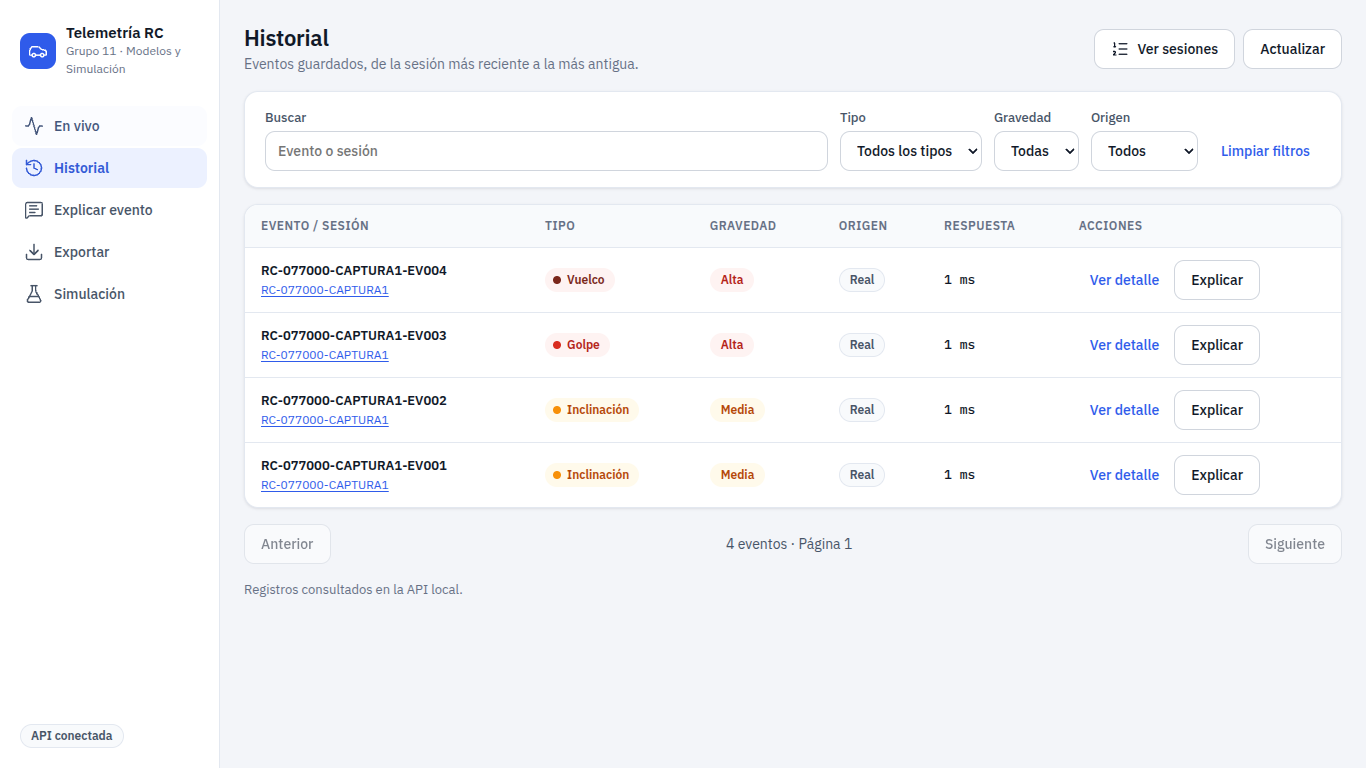 Telemetría RC
Grupo 11 · Modelos y
Simulación
En vivo
Historial
Explicar evento
Exportar
Simulación
API conectada
Historial
Eventos guardados, de la sesión más reciente a la más antigua.
Ver sesiones
Actualizar
Buscar
Tipo
Gravedad
Origen
Evento o sesión
Todos los tipos
Todas
Todos
Limpiar filtros
EVENTO / SESIÓN TIPO GRAVEDAD ORIGEN RESPUESTA ACCIONES
RC-077000-CAPTURA1-EV004
RC-077000-CAPTURA1
Vuelco Alta Real 1 ms Ver detalle Explicar
RC-077000-CAPTURA1-EV003
RC-077000-CAPTURA1
Golpe Alta Real 1 ms Ver detalle Explicar
RC-077000-CAPTURA1-EV002
RC-077000-CAPTURA1
Inclinación Media Real 1 ms Ver detalle Explicar
RC-077000-CAPTURA1-EV001
RC-077000-CAPTURA1
Inclinación Media Real 1 ms Ver detalle Explicar
Anterior
4 eventos · Página 1
Siguiente
Registros consultados en la API local.